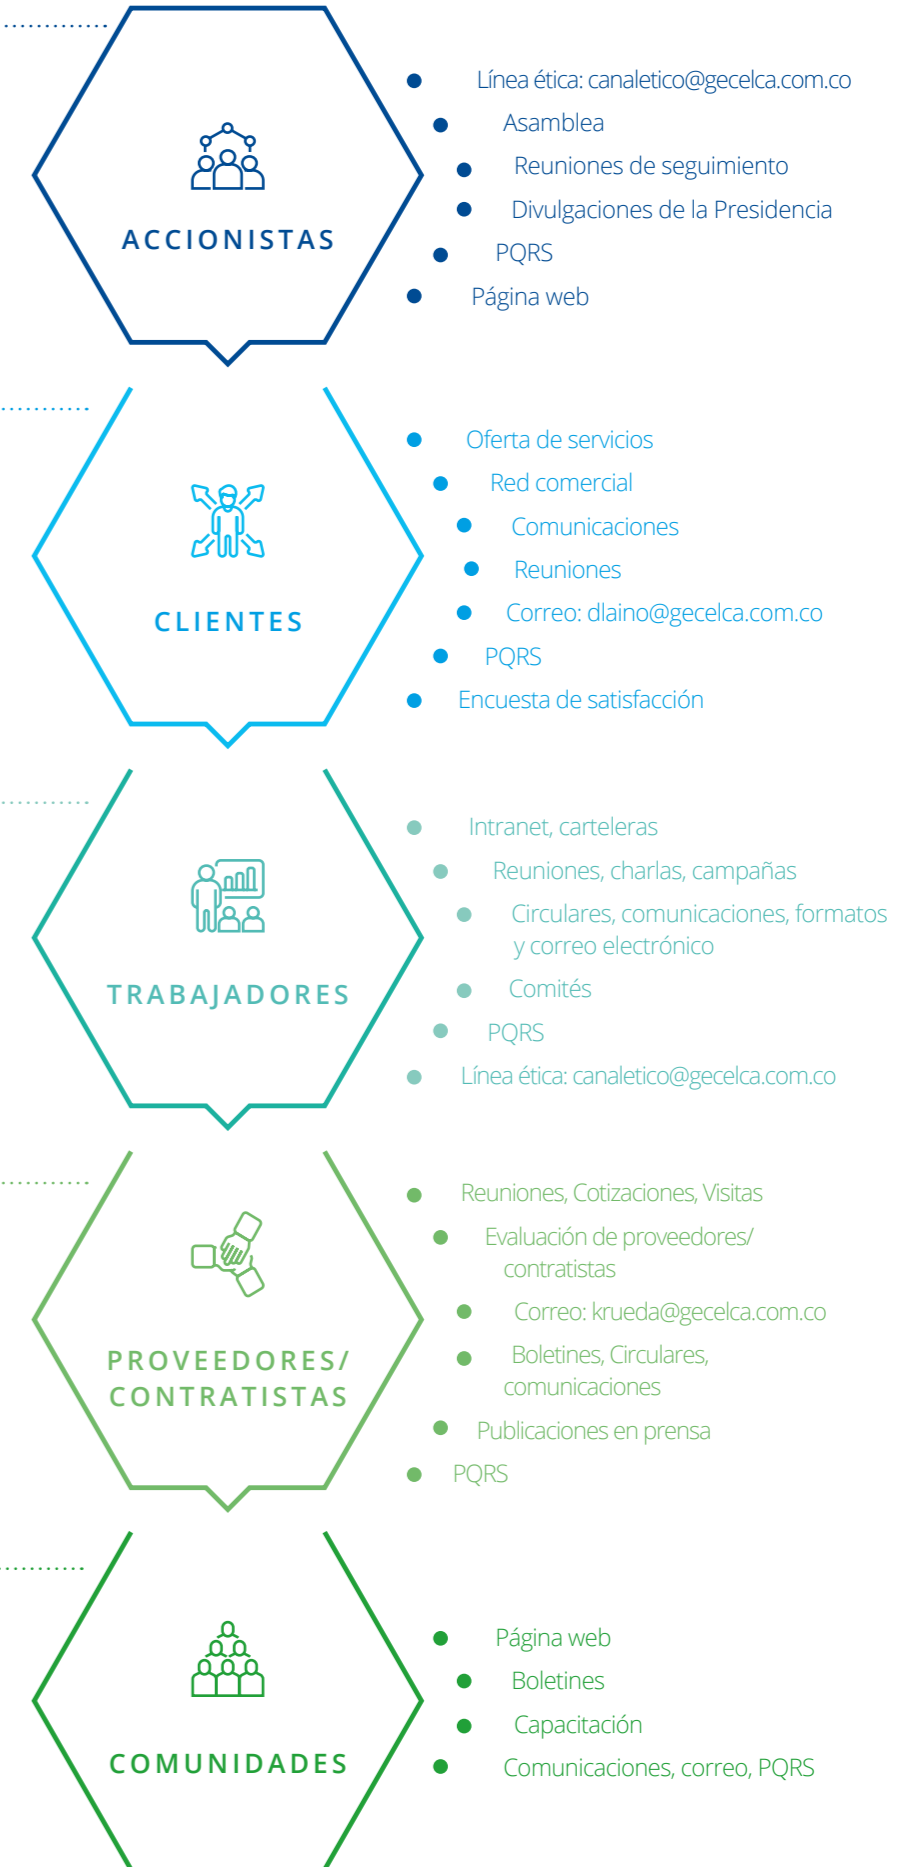 ACCIONISTAS
Línea ética: canaletico@gecelca.com.co
Asamblea
Reuniones de seguimiento
Divulgaciones de la Presidencia
PQRS
Página web
CLIENTES
Oferta de servicios
Red comercial
Comunicaciones
Reuniones
Correo: dlaino@gecelca.com.co
PQRS
Encuesta de satisfacción
TRABAJADORES
Intranet, carteleras
Reuniones, charlas, campañas
Circulares, comunicaciones, formatos
y correo electrónico
Comités
PQRS
Línea ética: canaletico@gecelca.com.co
PROVEEDORES/
CONTRATISTAS
Reuniones, Cotizaciones, Visitas
Evaluación de proveedores/
contratistas
Correo: krueda@gecelca.com.co
Boletines, Circulares,
comunicaciones
Publicaciones en prensa
PQRS
COMUNIDADES
Página web
Boletines
Capacitación
Comunicaciones, correo, PQRS